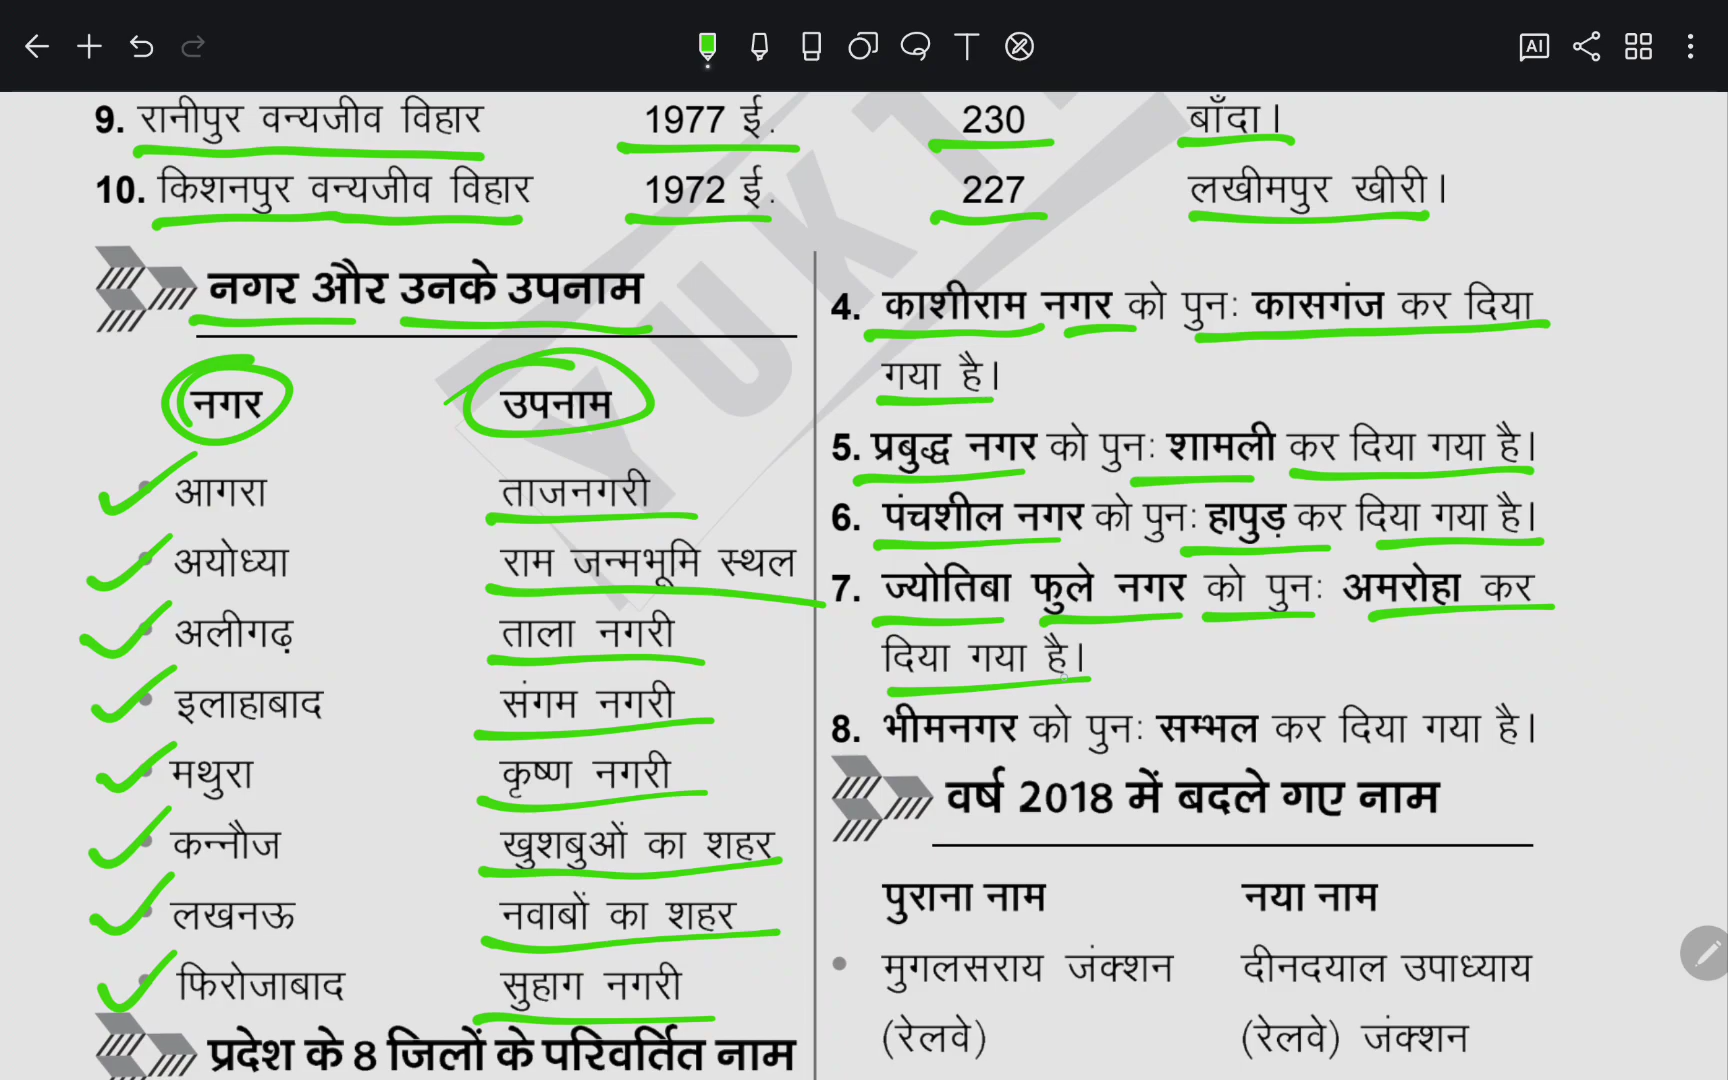 AI
9. रानीपुर वन्यजीव विहार 1977 ई. 230 बाँदा।
10. किशनपुर वन्यजीव विहार 1972 ई. 227 लखीमपुर खीरी।
नगर और उनके उपनाम
नगर उपनाम
आगरा ताजनगरी
अयोध्या राम जन्मभूमि स्थल
अलीगढ़ ताला नगरी
इलाहाबाद संगम नगरी
मथुरा कृष्ण नगरी
कन्नौज खुशबुओं का शहर
लखनऊ नवाबों का शहर
फिरोजाबाद सुहाग नगरी
प्रदेश के 8 जिलों के परिवर्तित नाम
4. काशीराम नगर को पुनः कासगंज कर दिया
गया है।
5. प्रबुद्ध नगर को पुनः शामली कर दिया गया है।
6. पंचशील नगर को पुनः हापुड़ कर दिया गया है।
7. ज्योतिबा फुले नगर को पुनः अमरोहा कर
दिया गया है।
8. भीमनगर को पुनः सम्भल कर दिया गया है।
वर्ष 2018 में बदले गए नाम
पुराना नाम नया नाम
मुगलसराय जंक्शन दीनदयाल उपाध्याय
(रेलवे) (रेलवे) जंक्शन